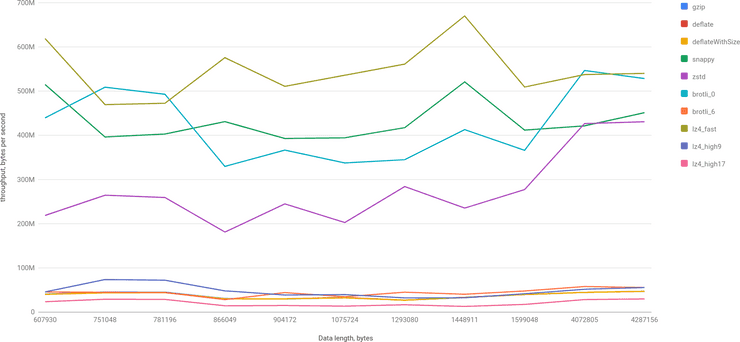 700M
600M
500M
400M
300M
200M
100M
0
throughput, bytes per second
607930 751048 781196 866049 904172 1075724 1293080 1448911 1599048 4072805 4287156
Data length, bytes
gzip
deflate
deflateWithSize
snappy
zstd
brotli_0
brotli_6
lz4_fast
lz4_high9
lz4_high17